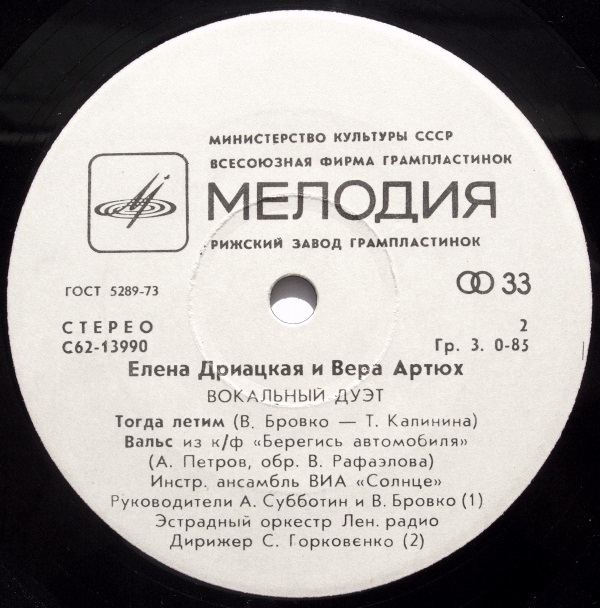 МИНИСТЕРСТВО КУЛЬТУРЫ СССР
ВСЕСОЮЗНАЯ ФИРМА ГРАМПЛАСТИНОК
МЕЛОДИЯ
РИЖСКИЙ ЗАВОД ГРАМПЛАСТИНОК
ГОСТ 5289-73
33
СТЕРЕО
2
С62-13990
Гр. 3. 0-85
Елена Дриацкая и Вера Артюх
ВОКАЛЬНЫЙ ДУЭТ
Тогда летим (В. Бровко — Т. Калинина)
Вальс из к/ф «Берегись автомобиля»
(А. Петров, обр. В. Рафаэлова)
Инстр. ансамбль ВИА «Солнце»
Руководители А. Субботин и В. Бровко (1)
Эстрадный оркестр Лен. радио
Дирижер С. Горковенко (2)